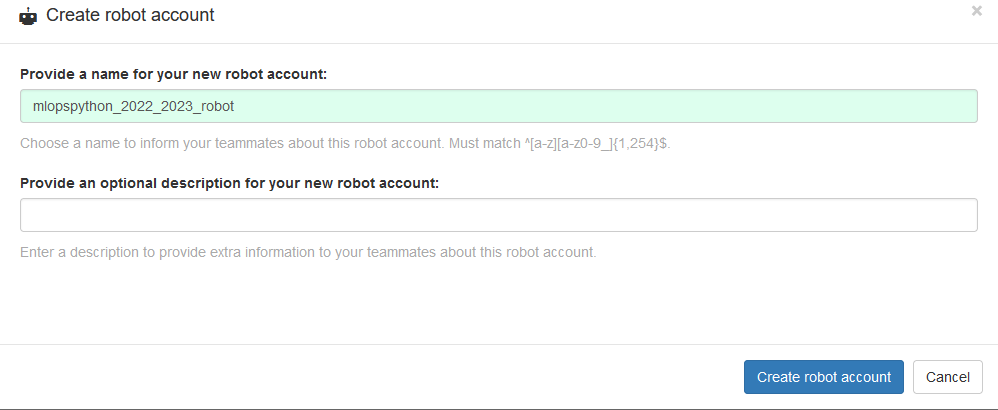 Create robot account
×
Provide a name for your new robot account:
mlopspython_2022_2023_robot
Choose a name to inform your teammates about this robot account. Must match ^[a-z][a-z0-9_]{1,254}$.
Provide an optional description for your new robot account:
Enter a description to provide extra information to your teammates about this robot account.
Create robot account Cancel